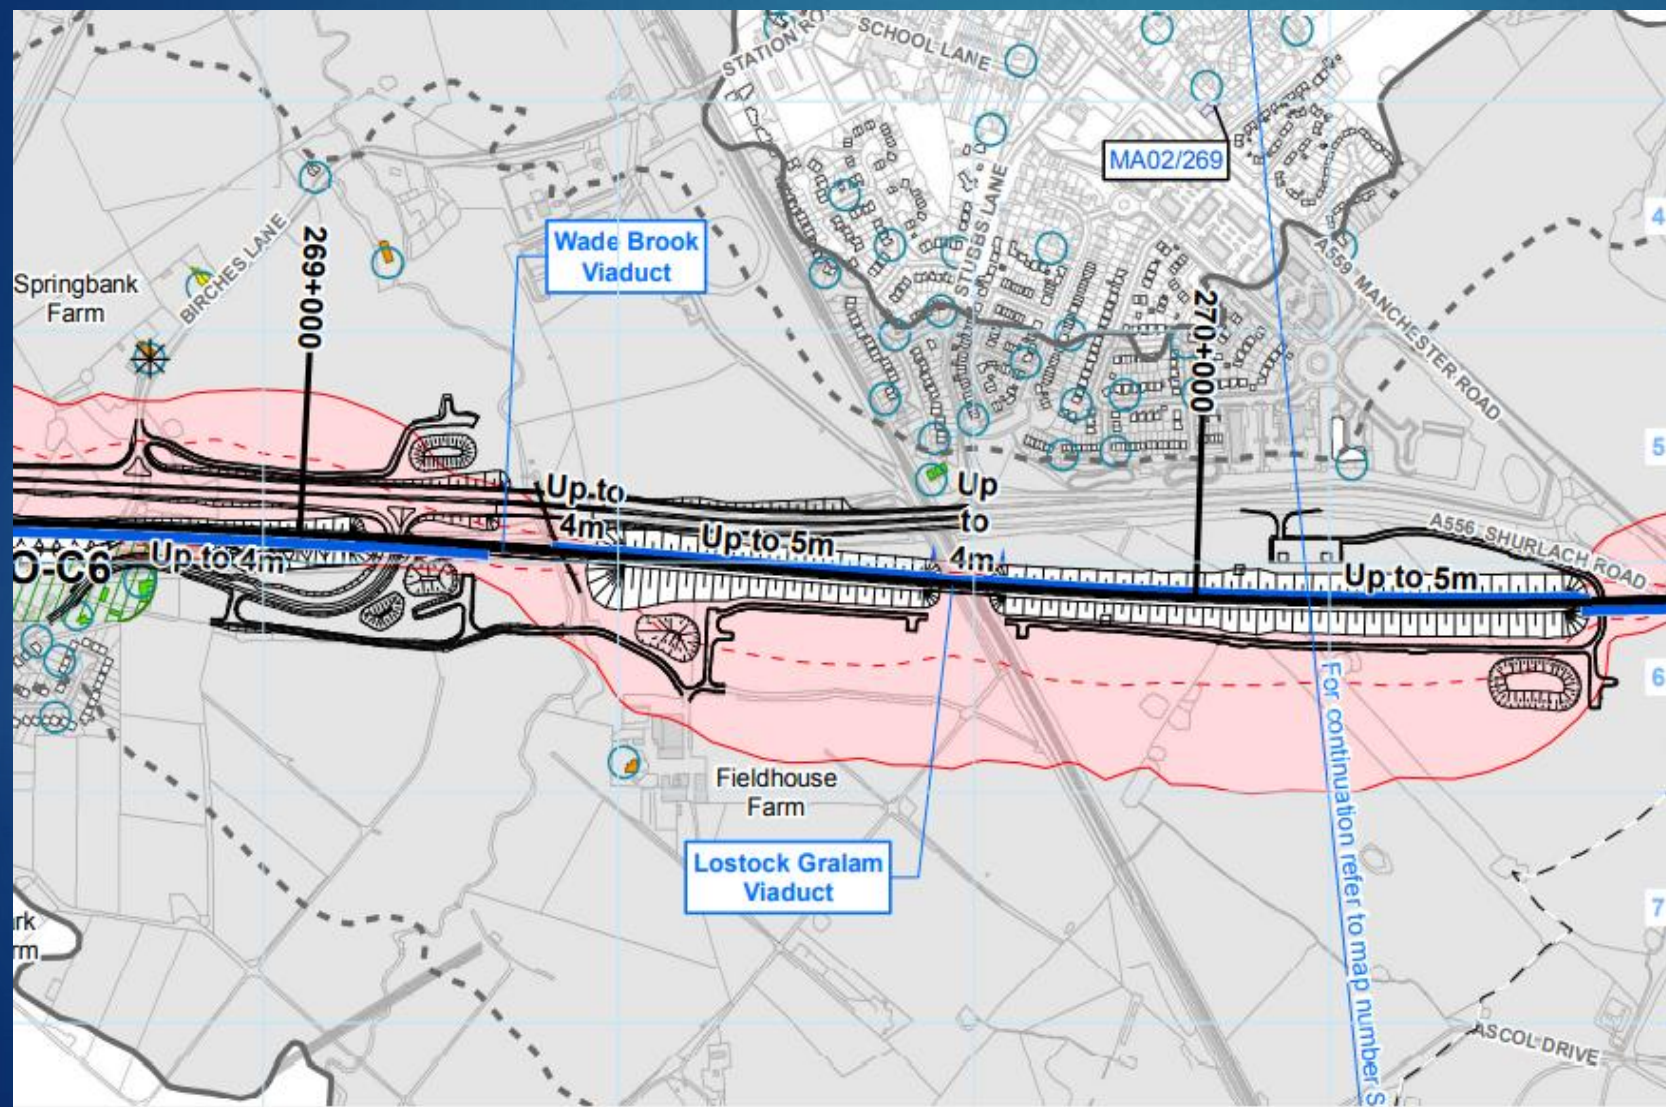 STATION RO
SCHOOL LANE
MA02/269
STUBBS LANE
BIRCHES LANE
269+000
Wade Brook
Viaduct
4
A559 MANCHESTER ROAD
Springbank
Farm
270+000
5
Up to
4m
Up
to
4m
Up to 5m
A556 SHURLACH ROAD
O-C6
Up to 4m
Up to 5m
6
For continuation refer to map number S
Fieldhouse
Farm
Lostock Gralam
Viaduct
7
rk
rm
ASCOL DRIVE